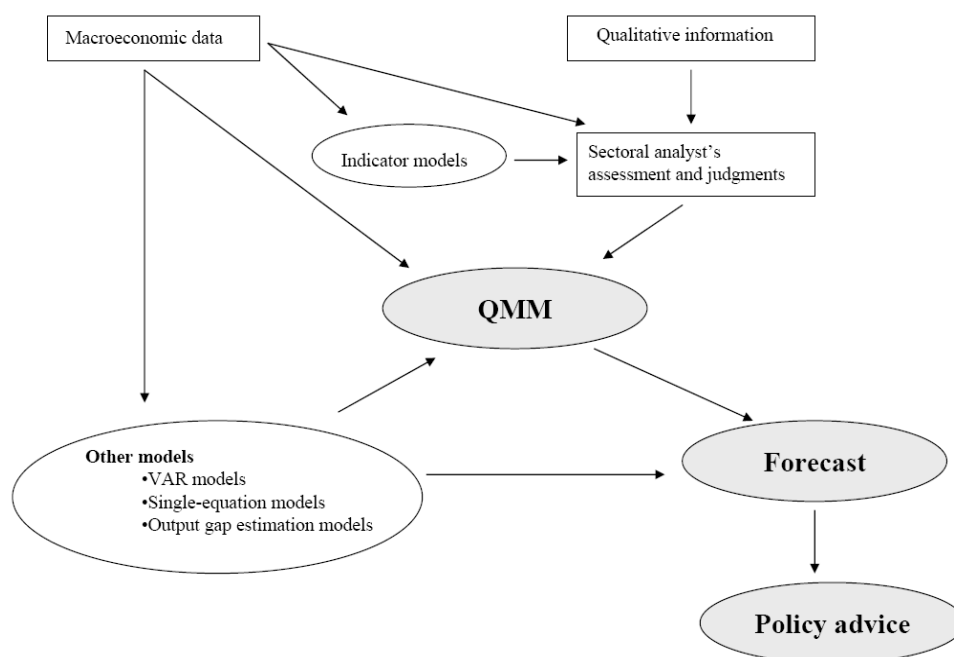 Macroeconomic data
Qualitative information
Indicator models
Sectoral analyst's
assessment and judgments
QMM
Other models
•VAR models
•Single-equation models
•Output gap estimation models
Forecast
Policy advice